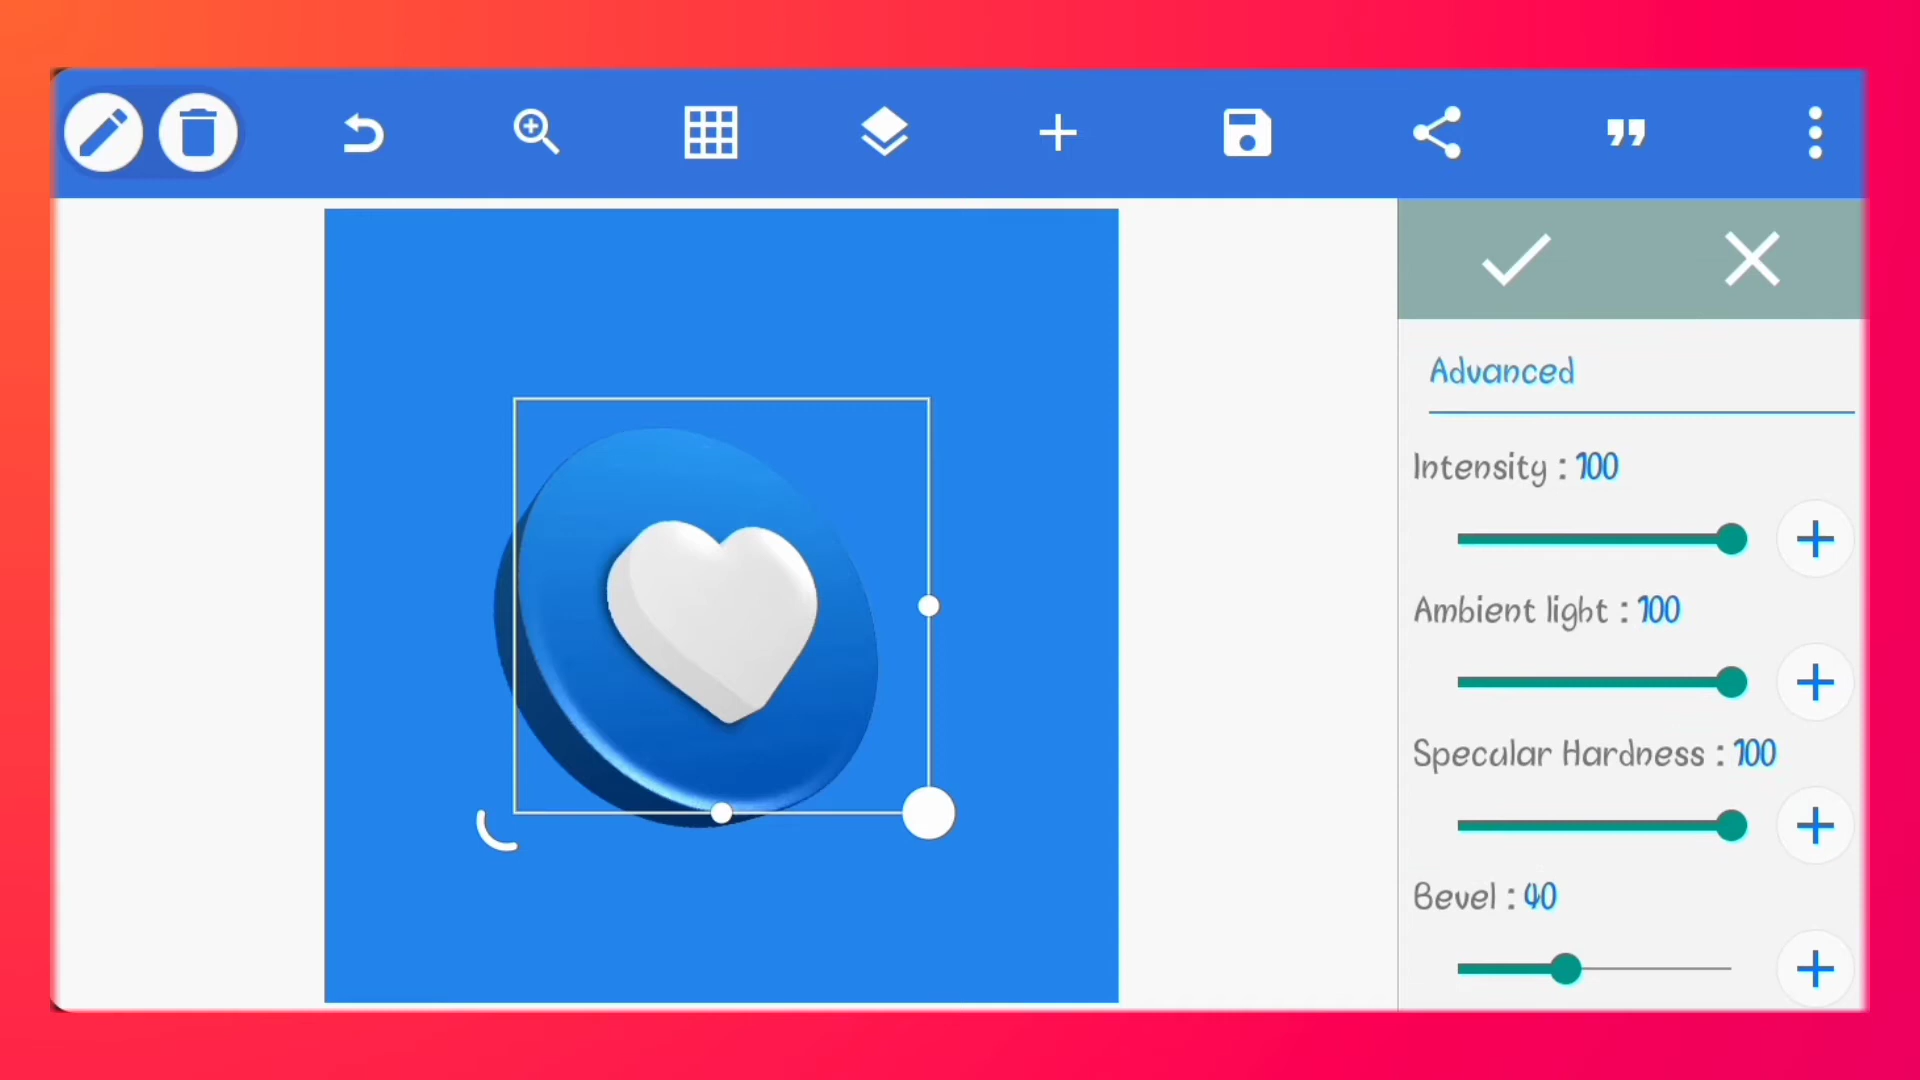 Advanced
Intensity : 100
Ambient light : 100
Specular Hardness : 100
Bevel : 40